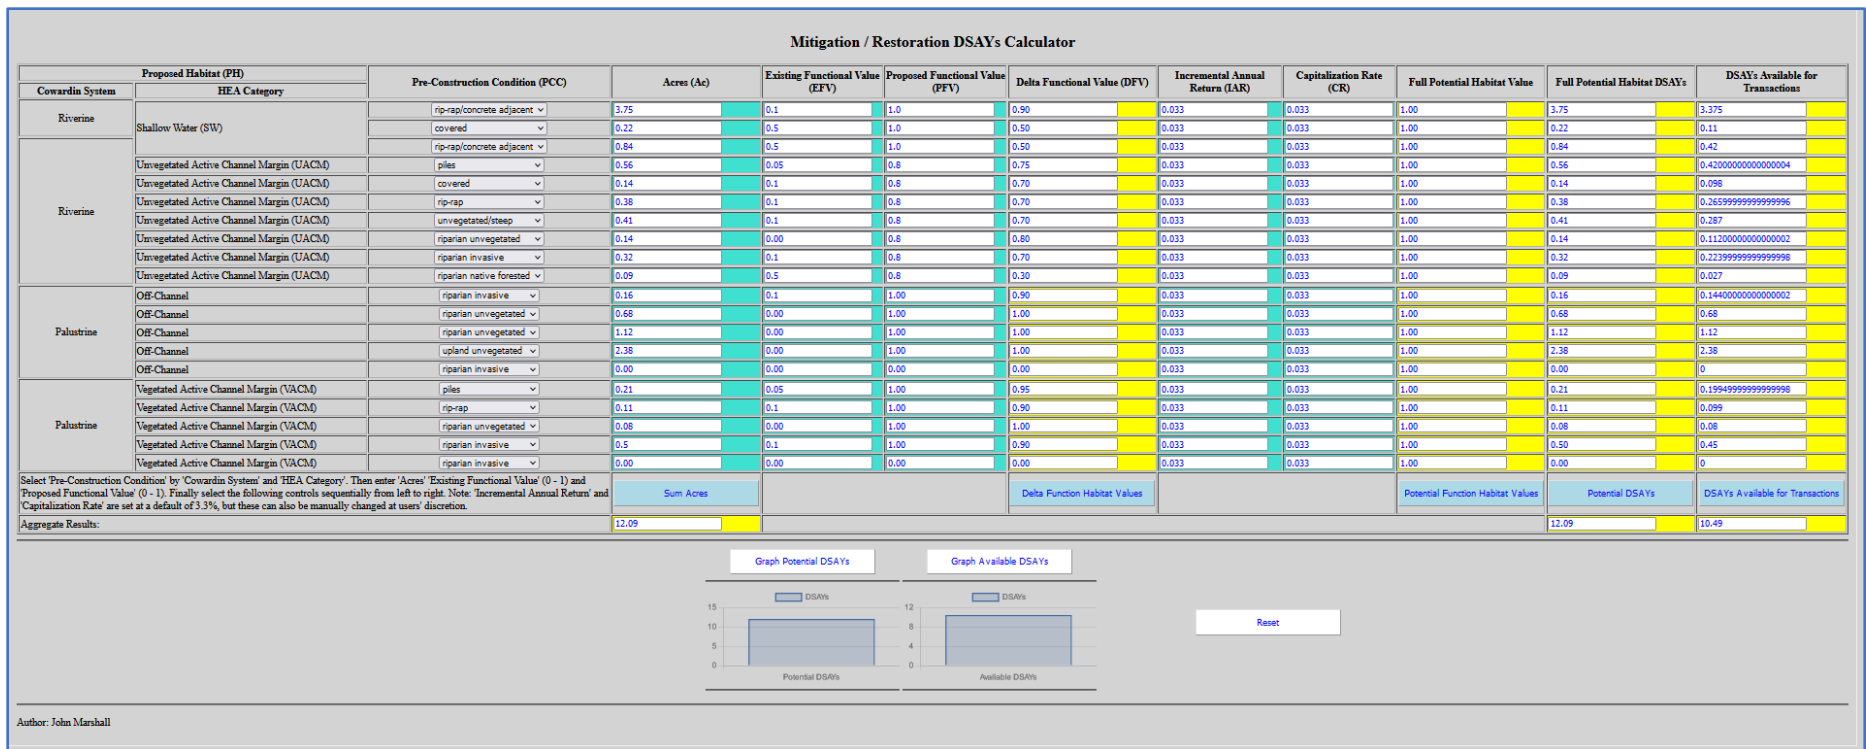 Mitigation / Restoration DSAYs Calculator
Proposed Habitat (PH) Pre-Construction Condition (PCC) Acres (Ac) Existing Functional Value (EFV) Proposed Functional Value (PFV) Delta Functional Value (DFV) Incremental Annual Return (IAR) Capitalization Rate (CR) Full Potential Habitat Value Full Potential Habitat DSAYs DSAYs Available for Transactions
Cowardin System HEA Category
Riverine Shallow Water (SW) rip-rap/concrete adjacent 3.75 0.1 1.0 0.90 0.033 0.033 1.00 3.75 3.375
covered 0.22 0.5 1.0 0.50 0.033 0.033 1.00 0.22 0.11
Riverine rip-rap/concrete adjacent 0.84 0.5 1.0 0.50 0.033 0.033 1.00 0.84 0.42
Unvegetated Active Channel Margin (UACM) piles 0.56 0.05 0.8 0.75 0.033 0.033 1.00 0.56 0.42000000000000004
Unvegetated Active Channel Margin (UACM) covered 0.14 0.1 0.8 0.70 0.033 0.033 1.00 0.14 0.098
Unvegetated Active Channel Margin (UACM) rip-rap 0.38 0.1 0.8 0.70 0.033 0.033 1.00 0.38 0.26599999999999996
Unvegetated Active Channel Margin (UACM) unvegetated/steep 0.41 0.1 0.8 0.70 0.033 0.033 1.00 0.41 0.287
Unvegetated Active Channel Margin (UACM) riparian unvegetated 0.14 0.00 0.8 0.80 0.033 0.033 1.00 0.14 0.11200000000000002
Unvegetated Active Channel Margin (UACM) riparian invasive 0.32 0.1 0.8 0.70 0.033 0.033 1.00 0.32 0.22399999999999998
Unvegetated Active Channel Margin (UACM) riparian native forested 0.09 0.5 0.8 0.30 0.033 0.033 1.00 0.09 0.027
Palustrine Off-Channel riparian invasive 0.16 0.1 1.00 0.90 0.033 0.033 1.00 0.16 0.14400000000000002
Off-Channel riparian unvegetated 0.68 0.00 1.00 1.00 0.033 0.033 1.00 0.68 0.68
Off-Channel riparian unvegetated 1.12 0.00 1.00 1.00 0.033 0.033 1.00 1.12 1.12
Off-Channel upland unvegetated 2.38 0.00 1.00 1.00 0.033 0.033 1.00 2.38 2.38
Off-Channel riparian invasive 0.00 0.00 0.00 0.00 0.033 0.033 1.00 0.00 0
Palustrine Vegetated Active Channel Margin (VACM) piles 0.21 0.05 1.00 0.95 0.033 0.033 1.00 0.21 0.19949999999999998
Vegetated Active Channel Margin (VACM) rip-rap 0.11 0.1 1.00 0.90 0.033 0.033 1.00 0.11 0.099
Vegetated Active Channel Margin (VACM) riparian unvegetated 0.08 0.00 1.00 1.00 0.033 0.033 1.00 0.08 0.08
Vegetated Active Channel Margin (VACM) riparian invasive 0.5 0.1 1.00 0.90 0.033 0.033 1.00 0.50 0.45
Vegetated Active Channel Margin (VACM) riparian invasive 0.00 0.00 0.00 0.00 0.033 0.033 1.00 0.00 0
Select 'Pre-Construction Condition' by 'Cowardin System' and 'HEA Category'. Then enter 'Acres' 'Existing Functional Value' (0 - 1) and
'Proposed Functional Value' (0 - 1). Finally select the following controls sequentially from left to right. Note: 'Incremental Annual Return' and
'Capitalization Rate' are set at a default of 3.3%, but these can also be manually changed at users' discretion.
Sum Acres Delta Function Habitat Values Potential Function Habitat Values Potential DSAYs DSAYs Available for Transactions
Aggregate Results: 12.09 12.09 10.49
Graph Potential DSAYs Graph Available DSAYs
DSAYs DSAYs
15 12
10 8
5 4
0 0
Potential DSAYs Available DSAYs
Reset
Author: John Marshall